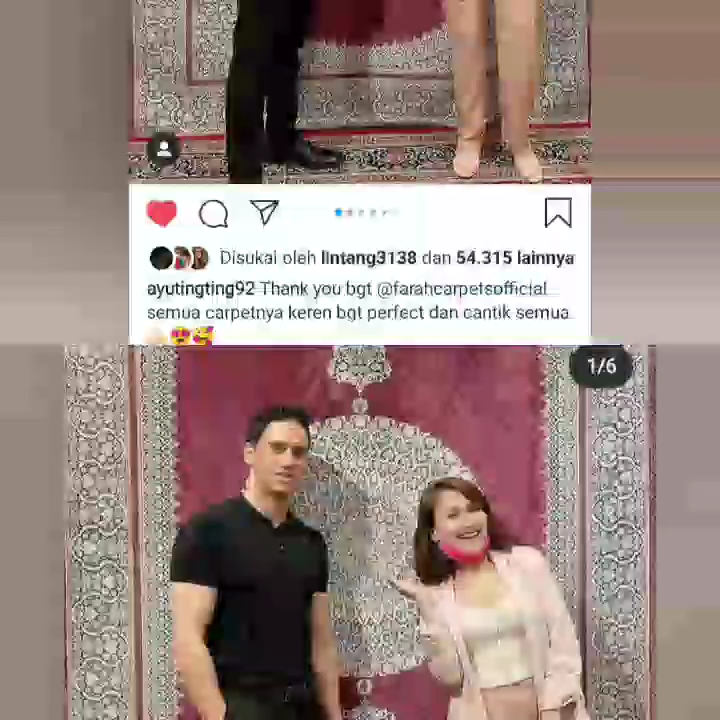 Disukai oleh lintang3138 dan 54.315 lainnya
ayutingting92 Thank you bgt @farahcarpetsofficial
semua carpetnya keren bgt perfect dan cantik semua
1/6